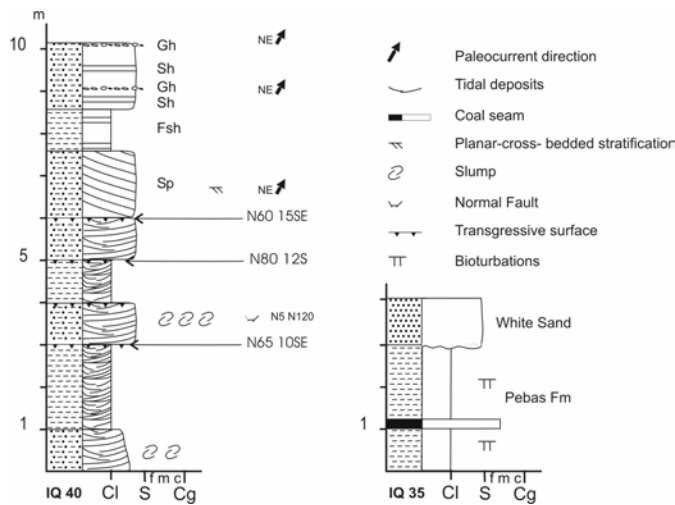 m
10
Gh
NE
Sh
Gh
NE
Sh
Fsh
Sp
NE
N60 15SE
5
N80 12S
N5 N120
N65 10SE
1
f m c
IQ 40 Cl S Cg
Paleocurrent direction
Tidal deposits
Coal seam
Planar-cross- bedded stratification
Slump
Normal Fault
Transgressive surface
Bioturbations
White Sand
Pebas Fm
1
f m c
IQ 35 Cl S Cg